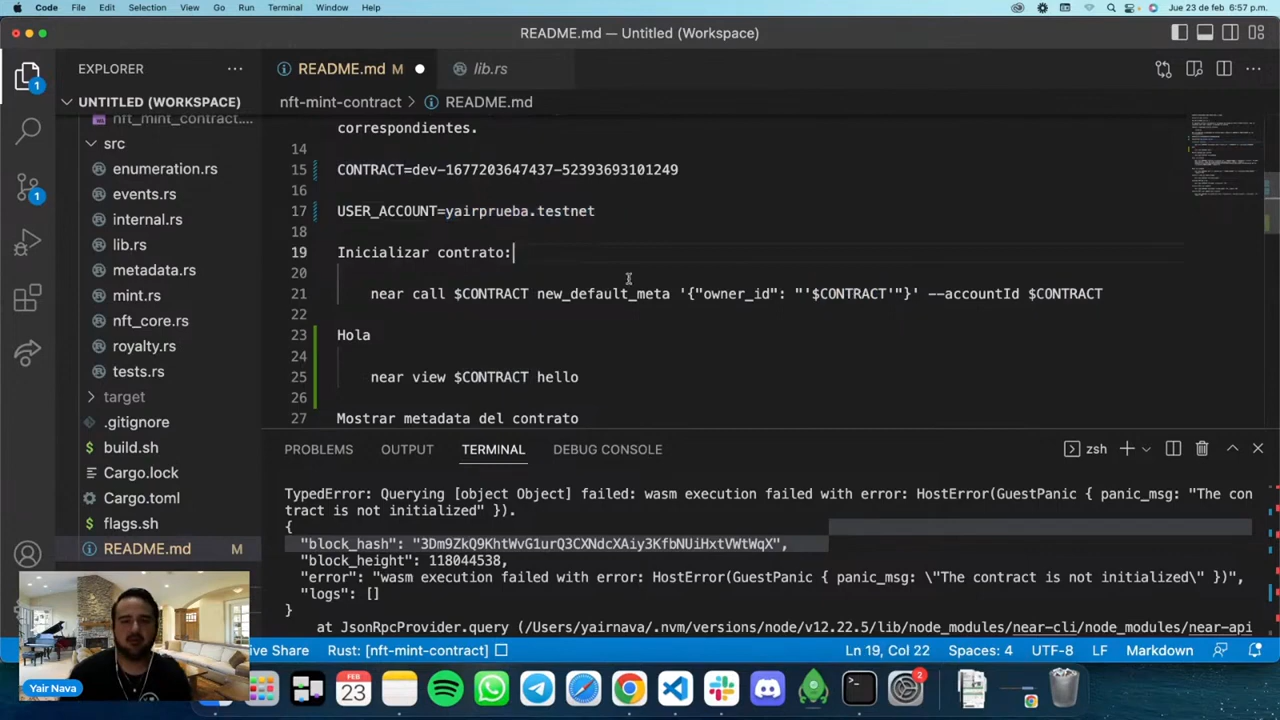 Code File Edit Selection View Go Run Terminal Window Help Jue 23 de feb 6:57 p.m.
README.md — Untitled (Workspace)
EXPLORER
README.md M
lib.rs
UNTITLED (WORKSPACE)
nft-mint-contract > README.md
nft_mint_contract....
src
enumeration.rs
events.rs
internal.rs
lib.rs
metadata.rs
mint.rs
nft_core.rs
royalty.rs
tests.rs
target
.gitignore
build.sh
Cargo.lock
Cargo.toml
flags.sh
README.md M
correspondientes.
14
15 CONTRACT=dev-1677203647437-52393693101249
17 USER_ACCOUNT=yairprueba.testnet
18
19 Inicializar contrato:
20
21 near call $CONTRACT new_default_meta '{"owner_id": "'$CONTRACT'"}' --accountId $CONTRACT
22
23 Hola
24
25 near view $CONTRACT hello
26
27 Mostrar metadata del contrato
PROBLEMS OUTPUT TERMINAL DEBUG CONSOLE zsh
TypedError: Querying [object Object] failed: wasm execution failed with error: HostError(GuestPanic { panic_msg: "The con
tract is not initialized" }).
{
"block_hash": "3Dm9ZkQ9KhtWvG1urQ3CXNdcXAiy3KfbNUiHxtVWtWqX",
"block_height": 118044538,
"error": "wasm execution failed with error: HostError(GuestPanic { panic_msg: \"The contract is not initialized\" })",
"logs": []
}
at JsonRpcProvider.query (/Users/yairnava/.nvm/versions/node/v12.22.5/lib/node_modules/near-cli/node_modules/near-api
Live Share Rust: [nft-mint-contract] Ln 19, Col 22 Spaces: 4 UTF-8 LF Markdown
Yair Nava
FEB
23
2